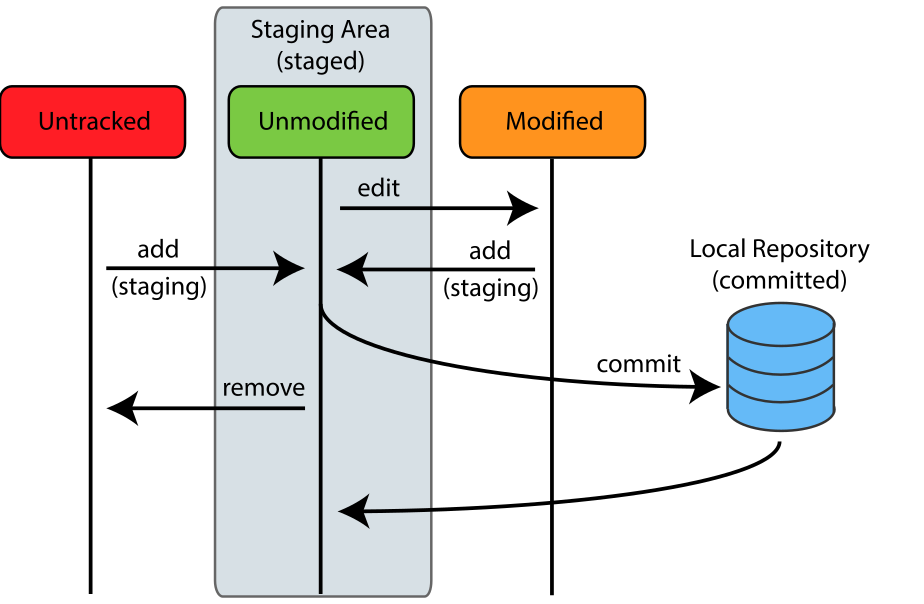 Staging Area
(staged)
Untracked
Unmodified
Modified
edit
add
(staging)
add
(staging)
Local Repository
(committed)
commit
remove